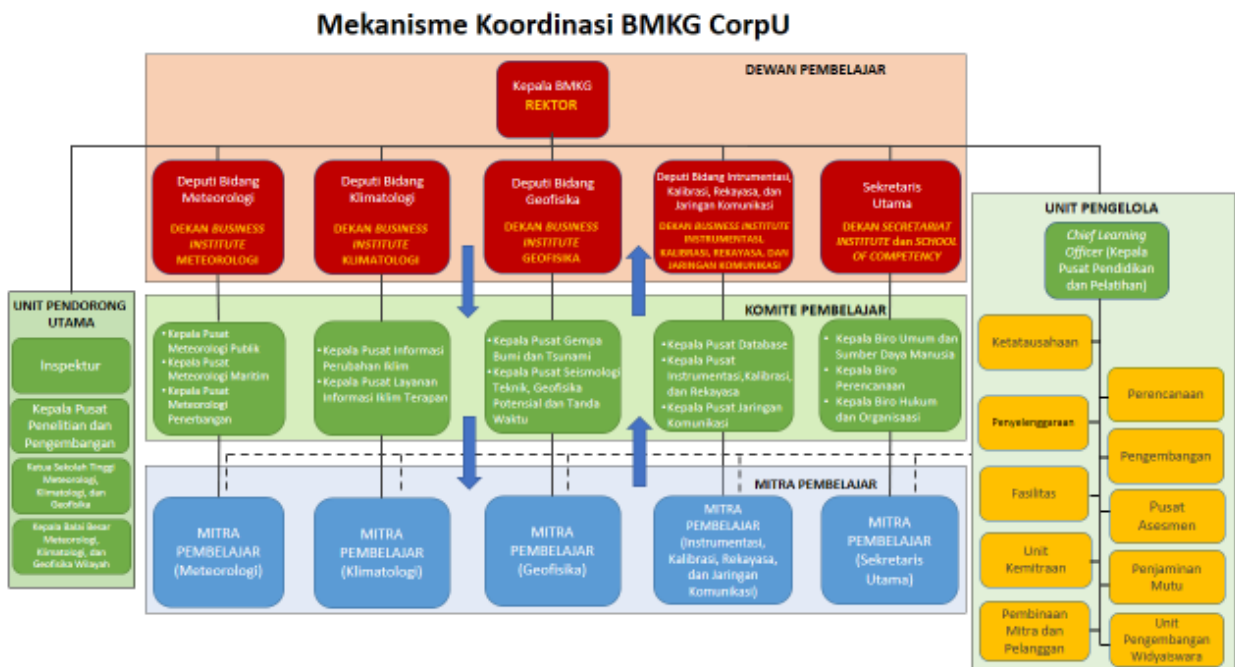 Mekanisme Koordinasi BMKG CorpU
DEWAN PEMBELAJAR
Kepala BMKG
REKTOR
Deputi Bidang
Meteorologi
DEKAN BUSINESS
INSTITUTE
METEOROLOGI
Deputi Bidang
Klimatologi
DEKAN BUSINESS
INSTITUTE
KLIMATOLOGI
Deputi Bidang
Geofisika
DEKAN BUSINESS
INSTITUTE
GEOFISIKA
Deputi Bidang Intrumentasi,
Kalibrasi, Rekayasa, dan
Jaringan Komunikasi
DEKAN BUSINESS INSTITUTE
INSTRUMENTASI,
KALIBRASI, REKAYASA, DAN
JARINGAN KOMUNIKASI
Sekretaris
Utama
DEKAN SECRETARIAT
INSTITUTE dan SCHOOL
OF COMPETENCY
UNIT PENDORONG
UTAMA
Inspektur
Kepala Pusat
Penelitian dan
Pengembangan
Ketua Sekolah Tinggi
Meteorologi,
Klimatologi, dan
Geofisika
Kepala Balai Besar
Meteorologi,
Klimatologi, dan
Geofisika Wilayah
KOMITE PEMBELAJAR
• Kepala Pusat
Meteorologi Publik
• Kepala Pusat
Meteorologi Maritim
• Kepala Pusat
Meteorologi
Penerbangan
• Kepala Pusat Informasi
Perubahan Iklim
• Kepala Pusat Layanan
Informasi Iklim Terapan
• Kepala Pusat Gempa
Bumi dan Tsunami
• Kepala Pusat Seismologi
Teknik, Geofisika
Potensial dan Tanda
Waktu
• Kepala Pusat Database
• Kepala Pusat
Instrumentasi,Kalibrasi,
dan Rekayasa
• Kepala Pusat Jaringan
Komunikasi
• Kepala Biro Umum dan
Sumber Daya Manusia
• Kepala Biro
Perencanaan
• Kepala Biro Hukum
dan Organisaasi
MITRA PEMBELAJAR
MITRA
PEMBELAJAR
(Meteorologi)
MITRA
PEMBELAJAR
(Klimatologi)
MITRA
PEMBELAJAR
(Geofisika)
MITRA
PEMBELAJAR
(Instrumentasi,
Kalibrasi, Rekayasa,
dan Jaringan
Komunikasi)
MITRA
PEMBELAJAR
(Sekretaris
Utama)
UNIT PENGELOLA
Chief Learning
Officer (Kepala
Pusat Pendidikan
dan Pelatihan)
Ketatausahaan
Perencanaan
Penyelenggaraan
Pengembangan
Fasilitas
Pusat
Asesmen
Unit
Kemitraan
Penjaminan
Mutu
Pembinaan
Mitra dan
Pelanggan
Unit
Pengembangan
Widyaiswara